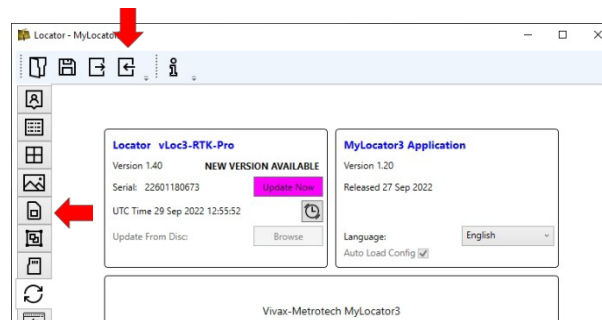 Locator - MyLocator
Locator vLoc3-RTK-Pro
Version 1.40 NEW VERSION AVAILABLE
Serial: 22601180673 Update Now
UTC Time 29 Sep 2022 12:55:52
Update From Disc: Browse
MyLocator3 Application
Version 1.20
Released 27 Sep 2022
Language: English
Auto Load Config
Vivax-Metrotech MyLocator3